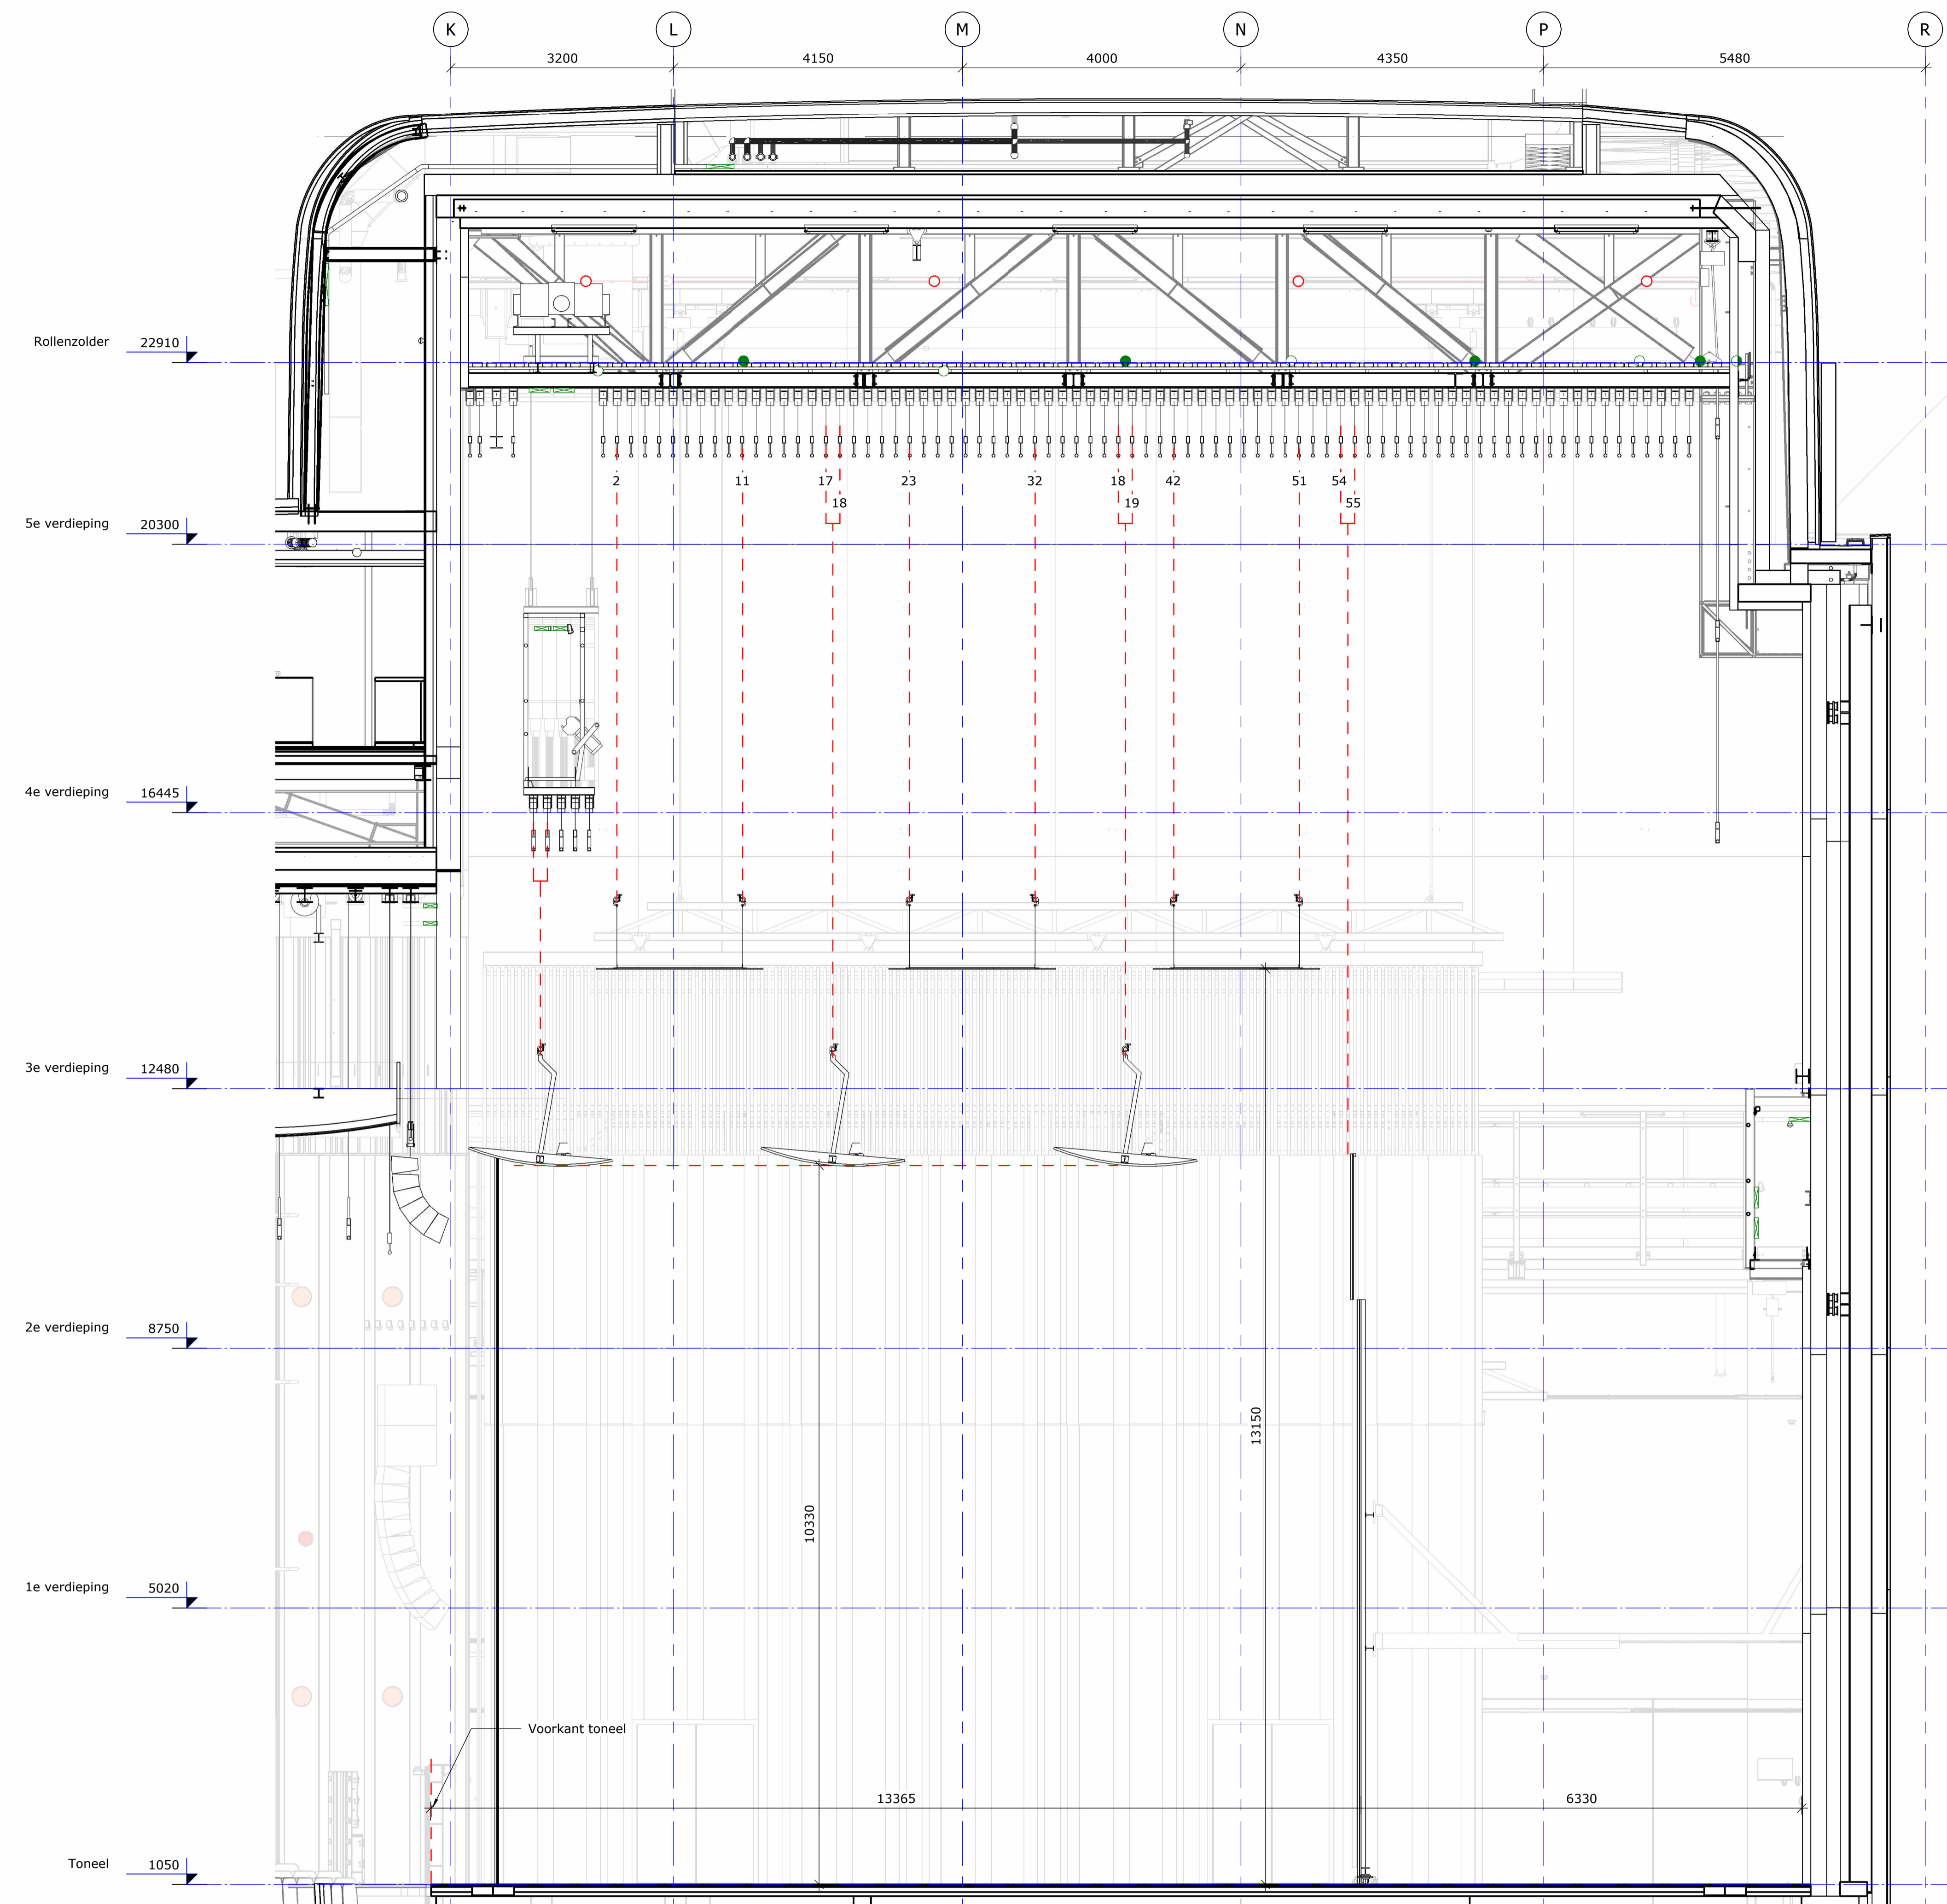 K L M N P R
3200 4150 4000 4350 5480
Rollenzolder 22910
2 11 17 23 32 18 42 51 54
18 19 55
5e verdieping 20300
4e verdieping 16445
3e verdieping 12480
2e verdieping 8750
13150
10330
1e verdieping 5020
Voorkant toneel
13365 6330
Toneel 1050